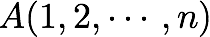 A(1, 2, ⋯ , n)